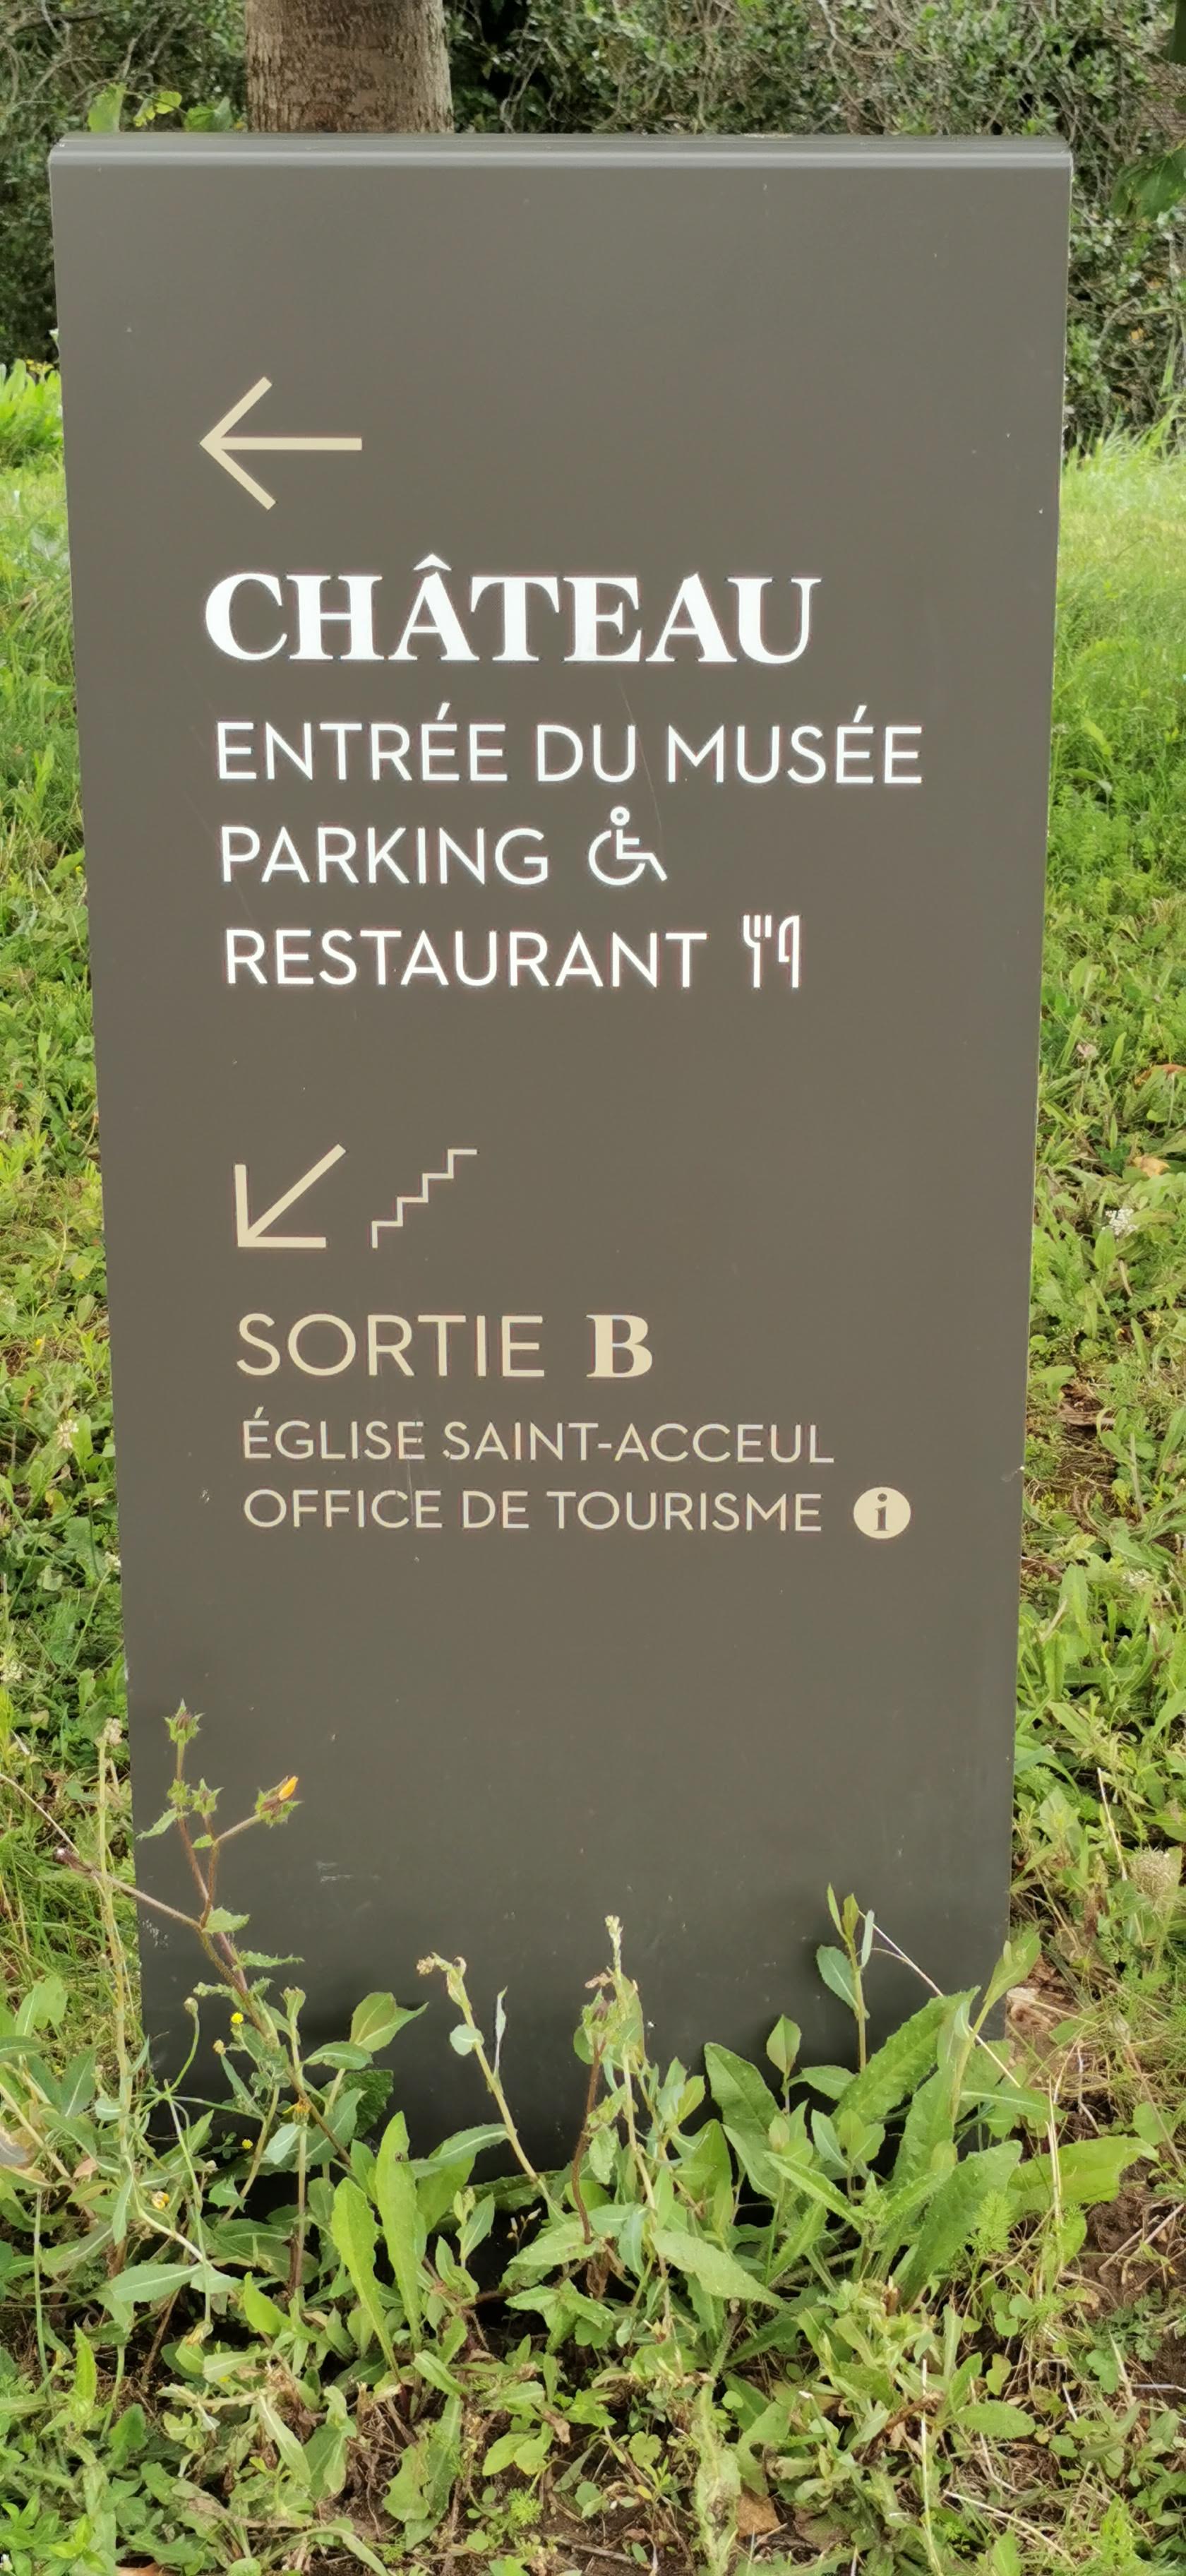 CHÂTEAU
ENTRÉE DU MUSÉE
PARKING
RESTAURANT
SORTIE B
ÉGLISE SAINT-ACCEUL
OFFICE DE TOURISME i